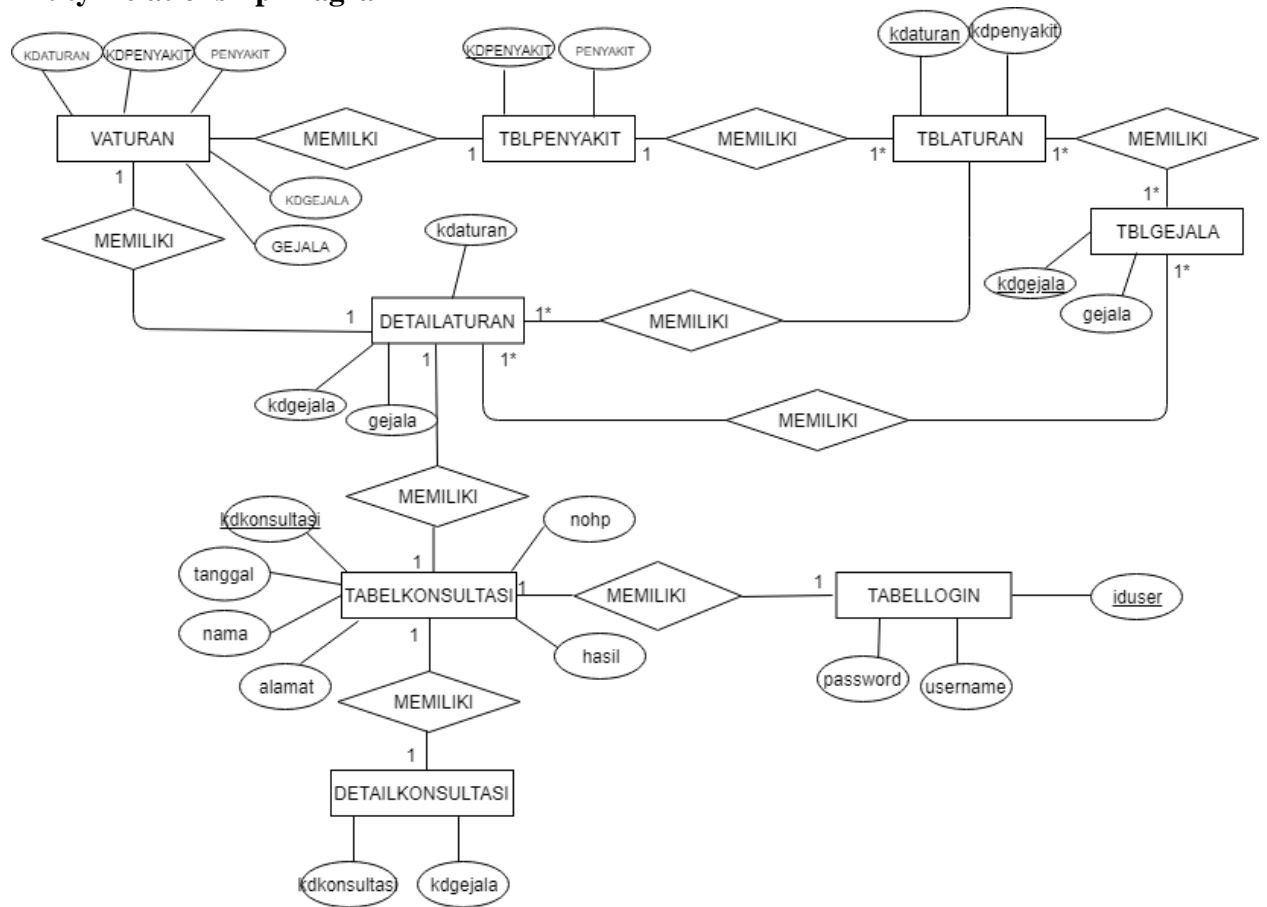 kdaturan
kdpenyakit
KDATURAN
KDPENYAKIT
PENYAKIT
KDPENYAKIT
PENYAKIT
VATURAN
MEMILKI
TBLPENYAKIT
MEMILIKI
TBLATURAN
MEMILIKI
1
1
1
1*
1*
1*
KDGEJALA
GEJALA
MEMILIKI
kdaturan
TBLGEJALA
1*
kdgejala
gejala
1
DETAILATURAN
1*
MEMILIKI
1
1*
kdgejala
gejala
MEMILIKI
MEMILIKI
kdkonsultasi
nohp
1
tanggal
TABELKONSULTASI
1
MEMILIKI
1
TABELLOGIN
iduser
nama
1
hasil
alamat
password
username
MEMILIKI
1
DETAILKONSULTASI
kdkonsultasi
kdgejala